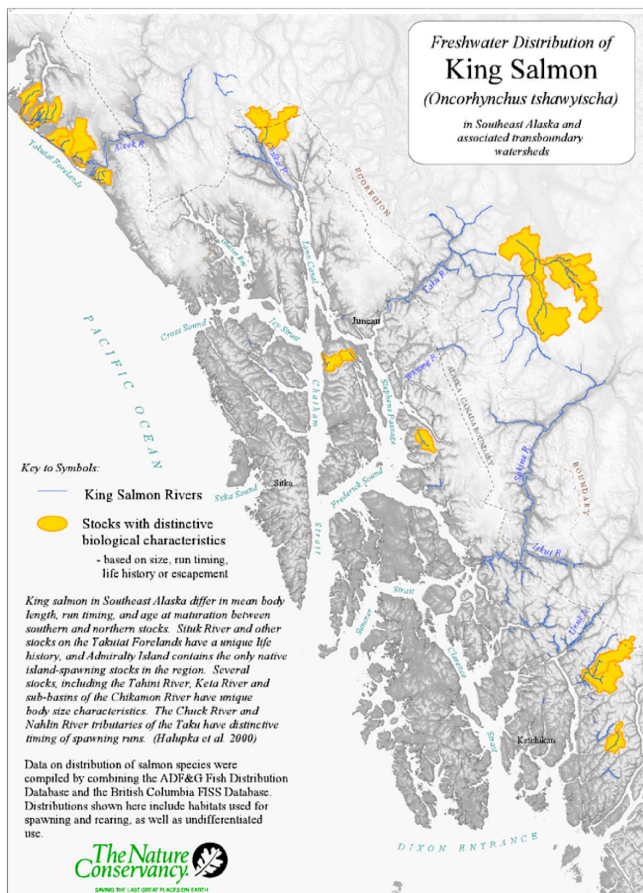 Freshwater Distribution of
King Salmon
(Oncorhynchus tshawytscha)
in Southeast Alaska and
associated transboundary
watersheds
Yakutat Forelands
Alsek R.
ECOREGION
Lynn Canal
Taku R.
Juneau
Cross Sound
Icy Strait
PACIFIC OCEAN
Chatham
Strait
Stephens Passage
Whiting R.
ALASKA-CANADA BOUNDARY
BOUNDARY
Stikine R.
Sitka
Sitka Sound
Frederick Sound
Iskut R.
Sumner
Strait
Unuk R.
Clarence
Strait
Ketchikan
DIXON ENTRANCE
Key to Symbols:
King Salmon Rivers
Stocks with distinctive
biological characteristics
- based on size, run timing,
life history or escapement
King salmon in Southeast Alaska differ in mean body
length, run timing, and age at maturation between
southern and northern stocks. Situk River and other
stocks on the Yakutat Forelands have a unique life
history, and Admiralty Island contains the only native
island-spawning stocks in the region. Several
stocks, including the Tahini River, Keta River and
sub-basins of the Chikamon River have unique
body size characteristics. The Chuck River and
Nahlin River tributaries of the Taku have distinctive
timing of spawning runs. (Halupka et al. 2000)
Data on distribution of salmon species were
compiled by combining the ADF&G Fish Distribution
Database and the British Columbia FISS Database.
Distributions shown here include habitats used for
spawning and rearing, as well as undifferentiated
use.
The Nature
Conservancy
SAVING THE LAST GREAT PLACES ON EARTH